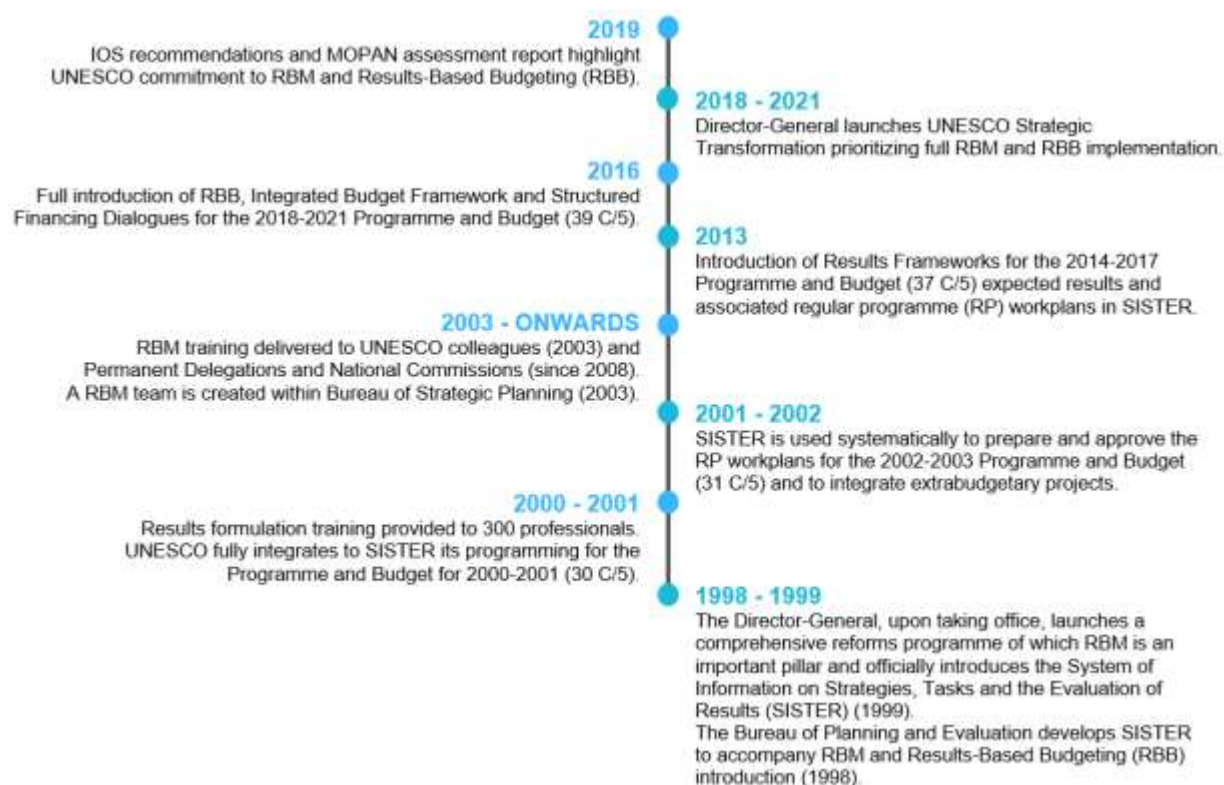 2019
IOS recommendations and MOPAN assessment report highlight
UNESCO commitment to RBM and Results-Based Budgeting (RBB).
2018 - 2021
Director-General launches UNESCO Strategic
Transformation prioritizing full RBM and RBB implementation.
2016
Full introduction of RBB, Integrated Budget Framework and Structured
Financing Dialogues for the 2018-2021 Programme and Budget (39 C/5).
2013
Introduction of Results Frameworks for the 2014-2017
Programme and Budget (37 C/5) expected results and
associated regular programme (RP) workplans in SISTER.
2003 - ONWARDS
RBM training delivered to UNESCO colleagues (2003) and
Permanent Delegations and National Commissions (since 2008).
A RBM team is created within Bureau of Strategic Planning (2003).
2001 - 2002
SISTER is used systematically to prepare and approve the
RP workplans for the 2002-2003 Programme and Budget
(31 C/5) and to integrate extrabudgetary projects.
2000 - 2001
Results formulation training provided to 300 professionals.
UNESCO fully integrates to SISTER its programming for the
Programme and Budget for 2000-2001 (30 C/5).
1998 - 1999
The Director-General, upon taking office, launches a
comprehensive reforms programme of which RBM is an
important pillar and officially introduces the System of
Information on Strategies, Tasks and the Evaluation of
Results (SISTER) (1999).
The Bureau of Planning and Evaluation develops SISTER
to accompany RBM and Results-Based Budgeting (RBB)
introduction (1998).